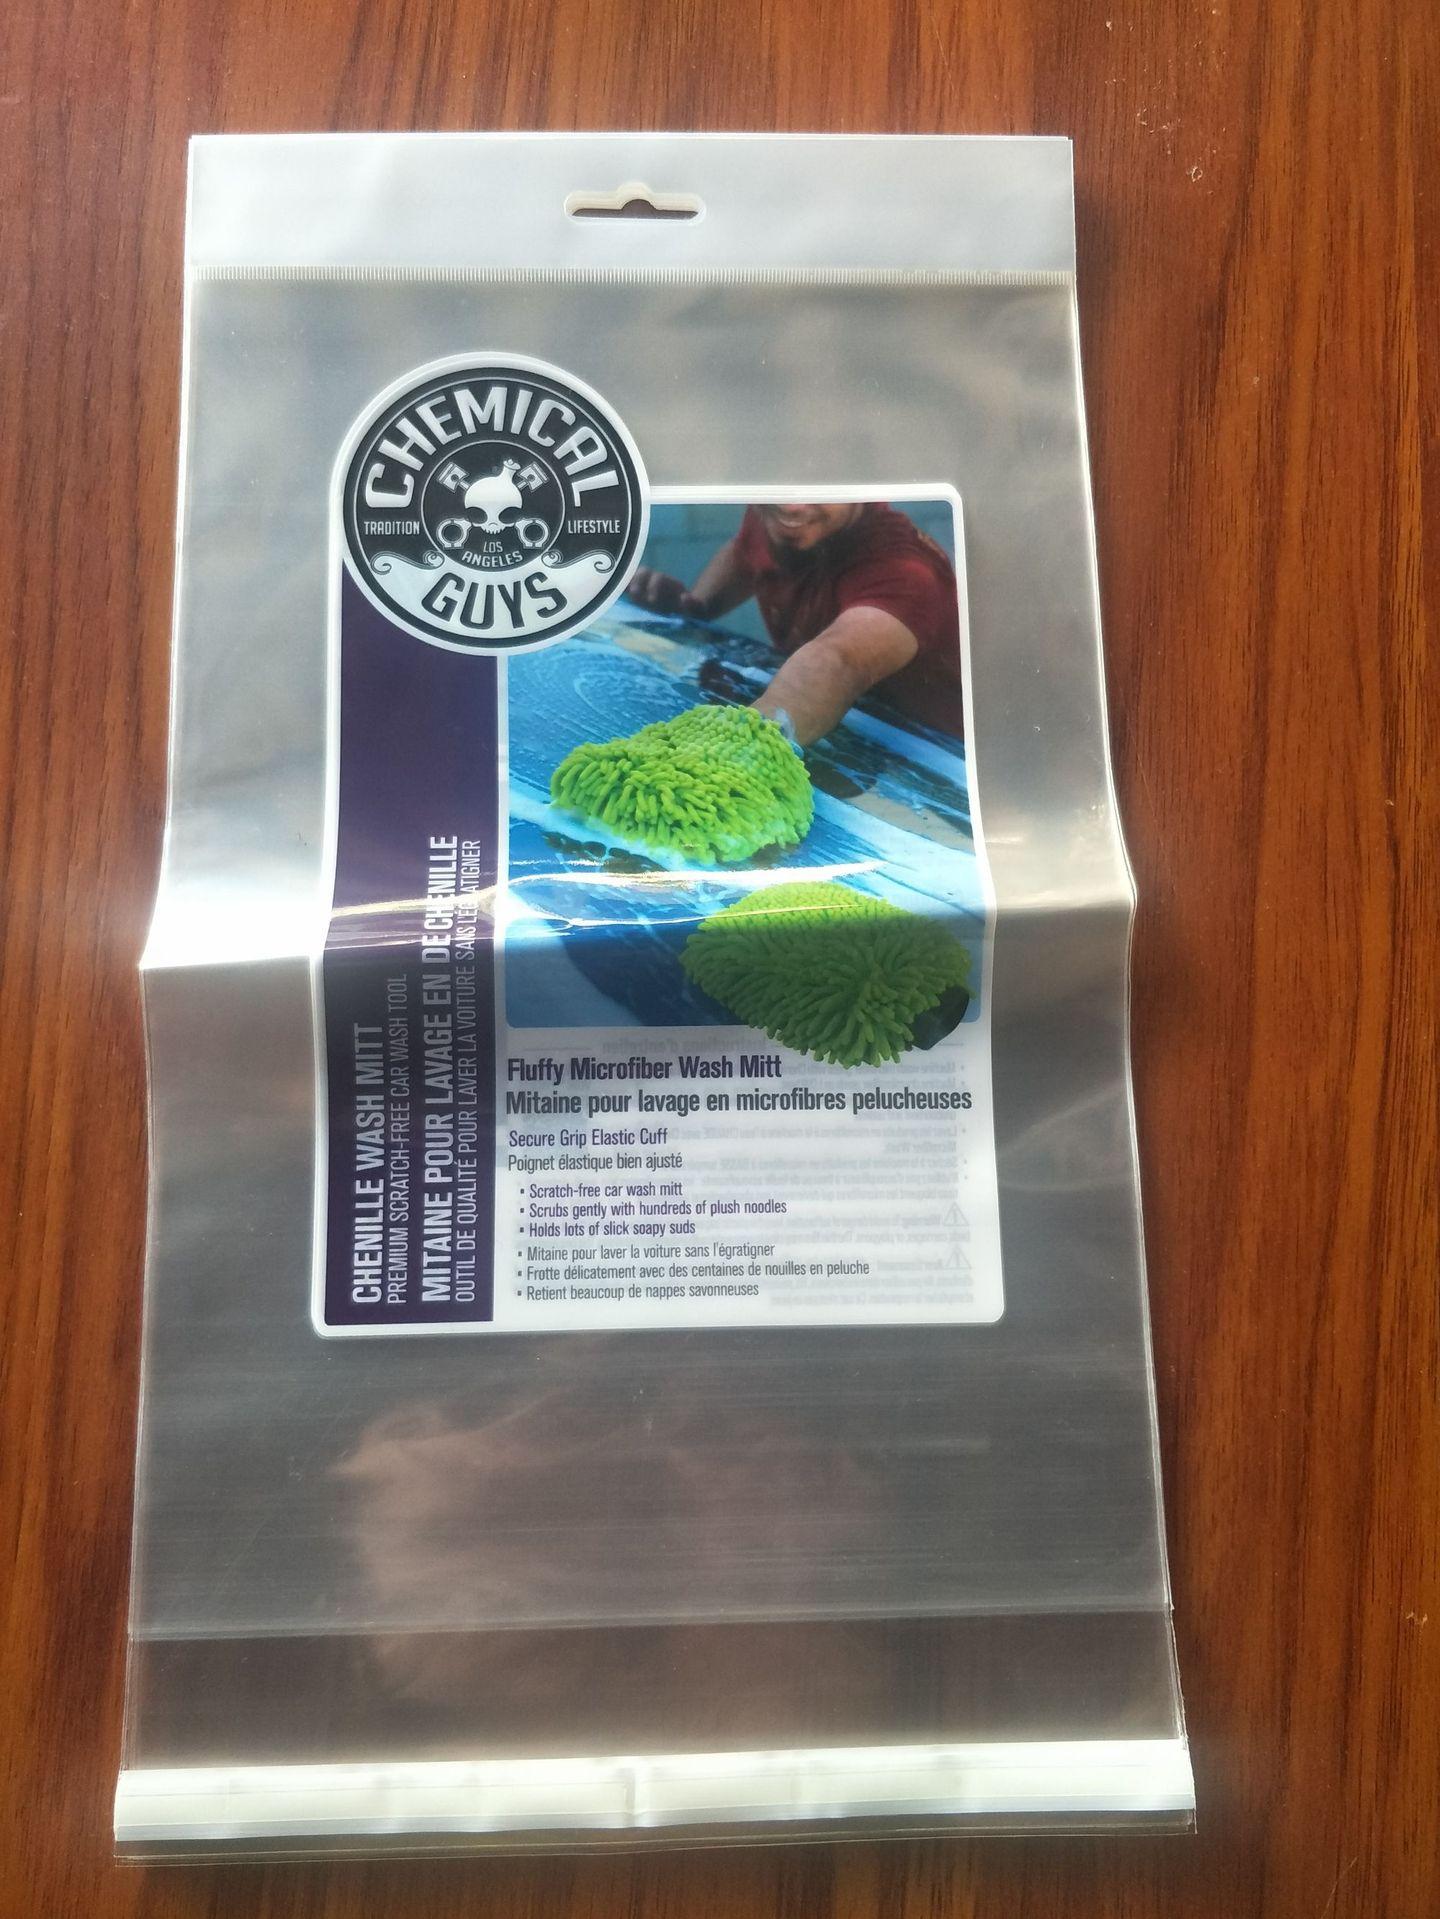 CHEMICAL
TRADITION
LIFESTYLE
LOS
ANGELES
GUYS
CHENILLE WASH MITT
PREMIUM SCRATCH-FREE CAR WASH TOOL
MITAINE POUR LAVAGE EN DE CHENILLE
OUTIL DE QUALITÉ POUR LAVER LA VOITURE SANS L'ÉGRATIGNER
Fluffy Microfiber Wash Mitt
Mitaine pour lavage en microfibres pelucheuses
Secure Grip Elastic Cuff
Poignet élastique bien ajusté
• Scratch-free car wash mitt
• Scrubs gently with hundreds of plush noodles
• Holds lots of slick soapy suds
• Mitaine pour laver la voiture sans l'égratigner
• Frotte délicatement avec des centaines de nouilles en peluche
• Retient beaucoup de nappes savonneuses